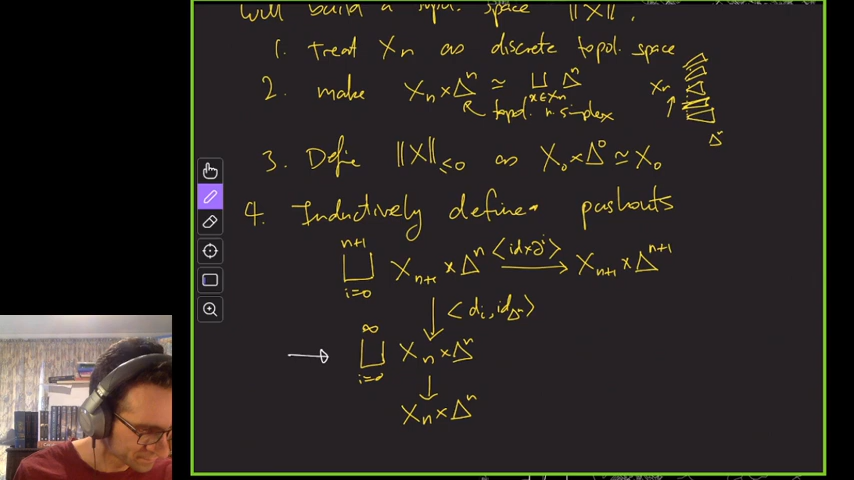 will build a topol. space ||X||.
1. Treat Xₙ as discrete topol. space
2. make Xₙ × Δⁿ ≃ ⊔ Δⁿ
x∈Xₙ
topol. n-simplex
Xₙ
Δⁿ
3. Define ||X||≤0 as X₀ × Δ⁰ ≃ X₀
4. Inductively define pushouts
n+1
⊔ Xₙ₊₁ × Δⁿ ⟨id×∂ⁱ⟩ → Xₙ₊₁ × Δⁿ⁺¹
i=0
↓ ⟨dᵢ, id_Δⁿ⟩
∞
→ ⊔ Xₙ × Δⁿ
i=0
↓
Xₙ × Δⁿ